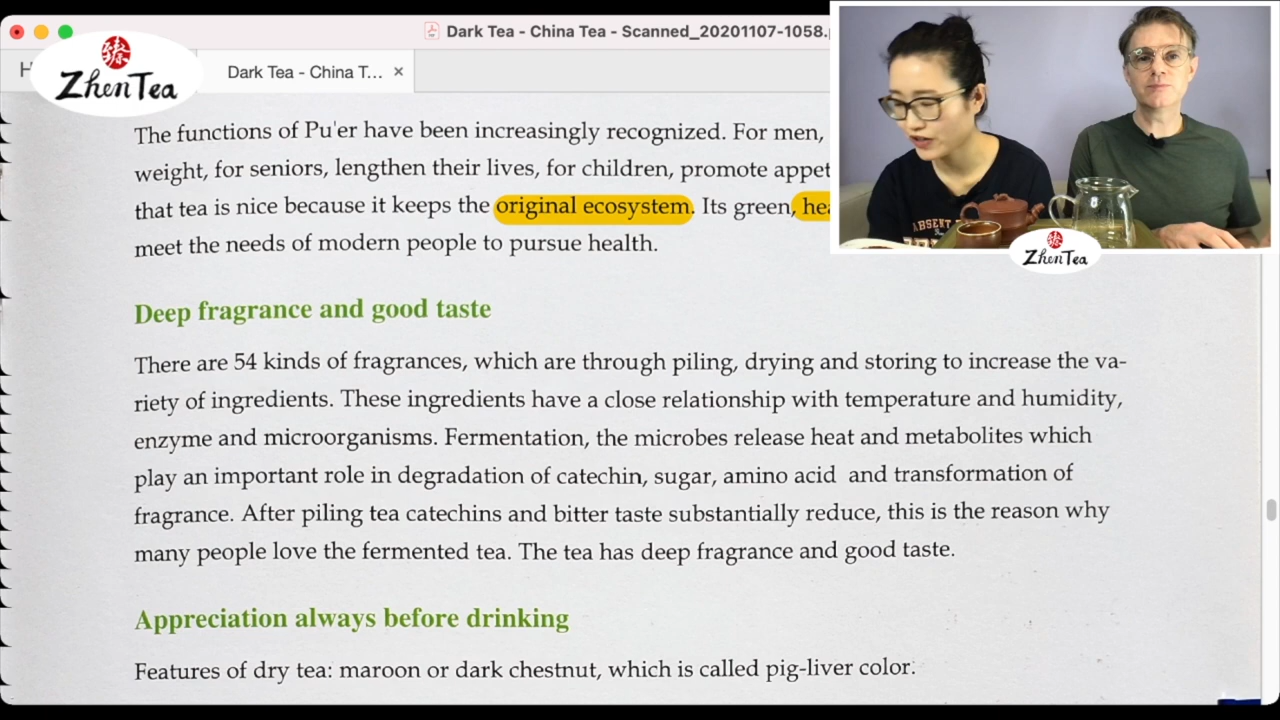 Dark Tea - China Tea - Scanned_20201107-1058.
臻茶
Zhen Tea
Dark Tea - China T... ×
The functions of Pu'er have been increasingly recognized. For men,
weight, for seniors, lengthen their lives, for children, promote
that tea is nice because it keeps the original ecosystem. Its green,
meet the needs of modern people to pursue health.
Deep fragrance and good taste
There are 54 kinds of fragrances, which are through piling, drying and storing to increase the va-
riety of ingredients. These ingredients have a close relationship with temperature and humidity,
enzyme and microorganisms. Fermentation, the microbes release heat and metabolites which
play an important role in degradation of catechin, sugar, amino acid and transformation of
fragrance. After piling tea catechins and bitter taste substantially reduce, this is the reason why
many people love the fermented tea. The tea has deep fragrance and good taste.
Appreciation always before drinking
Features of dry tea: maroon or dark chestnut, which is called pig-liver color.
ABSENT
Zhen Tea